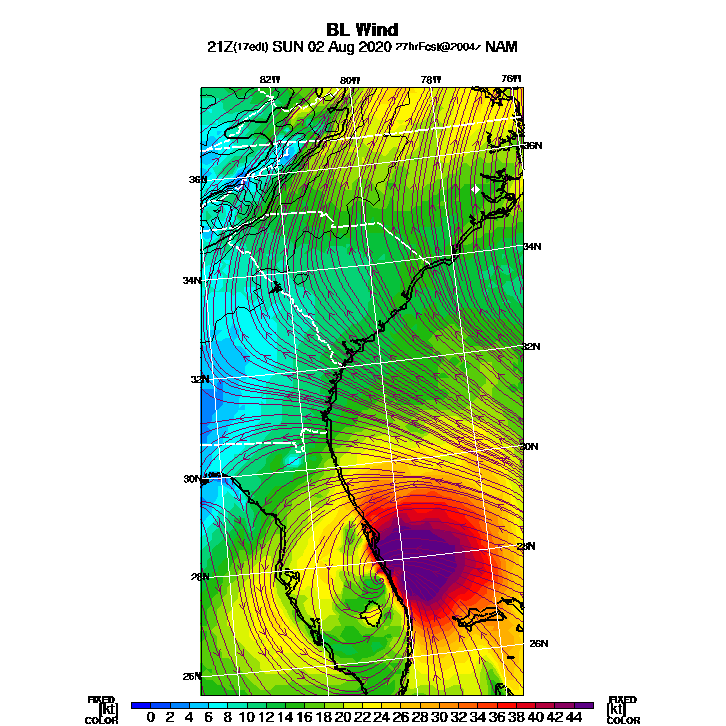 BL Wind
21Z(17edt) SUN 02 Aug 2020 27hrFcst@2004z NAM
82W 80W 78W 76W
36N
36N
34N
34N
32N
32N
30N
30N
28N
28N
26N
26N
FIXED FIXED
[kt] 0 2 4 6 8 10 12 14 16 18 20 22 24 26 28 30 32 34 36 38 40 42 44 [kt]
COLOR COLOR